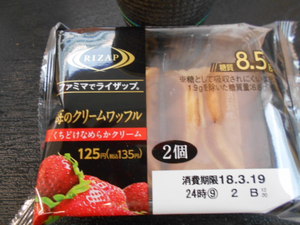 RIZAP
ファミマでライザップ。
のクリームワッフル
くちどけなめらかクリーム
125円(税込135円)
糖質 8.5g
2個
消費期限18.3.19
24時⑨ 2 B